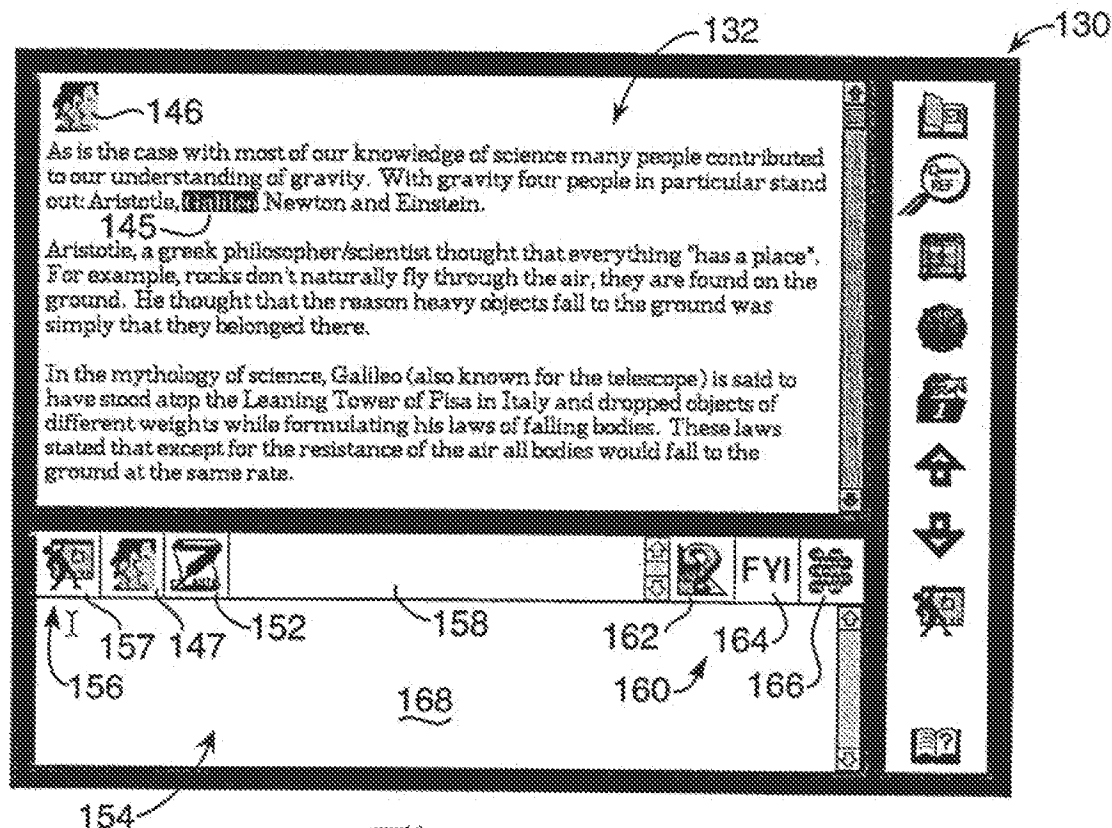 132
130
146
As is the case with most of our knowledge of science many people contributed
to our understanding of gravity. With gravity four people in particular stand
out: Aristotle, Newton and Einstein.
145
Aristotle, a greek philosopher/scientist thought that everything "has a place".
For example, rocks don't naturally fly through the air, they are found on the
ground. He thought that the reason heavy objects fall to the ground was
simply that they belonged there.
In the mythology of science, Galileo (also known for the telescope) is said to
have stood atop the Leaning Tower of Pisa in Italy and dropped objects of
different weights while formulating his laws of falling bodies. These laws
stated that except for the resistance of the air all bodies would fall to the
ground at the same rate.
FYI
157 147 152 158 162 164
156 160 166
168
154